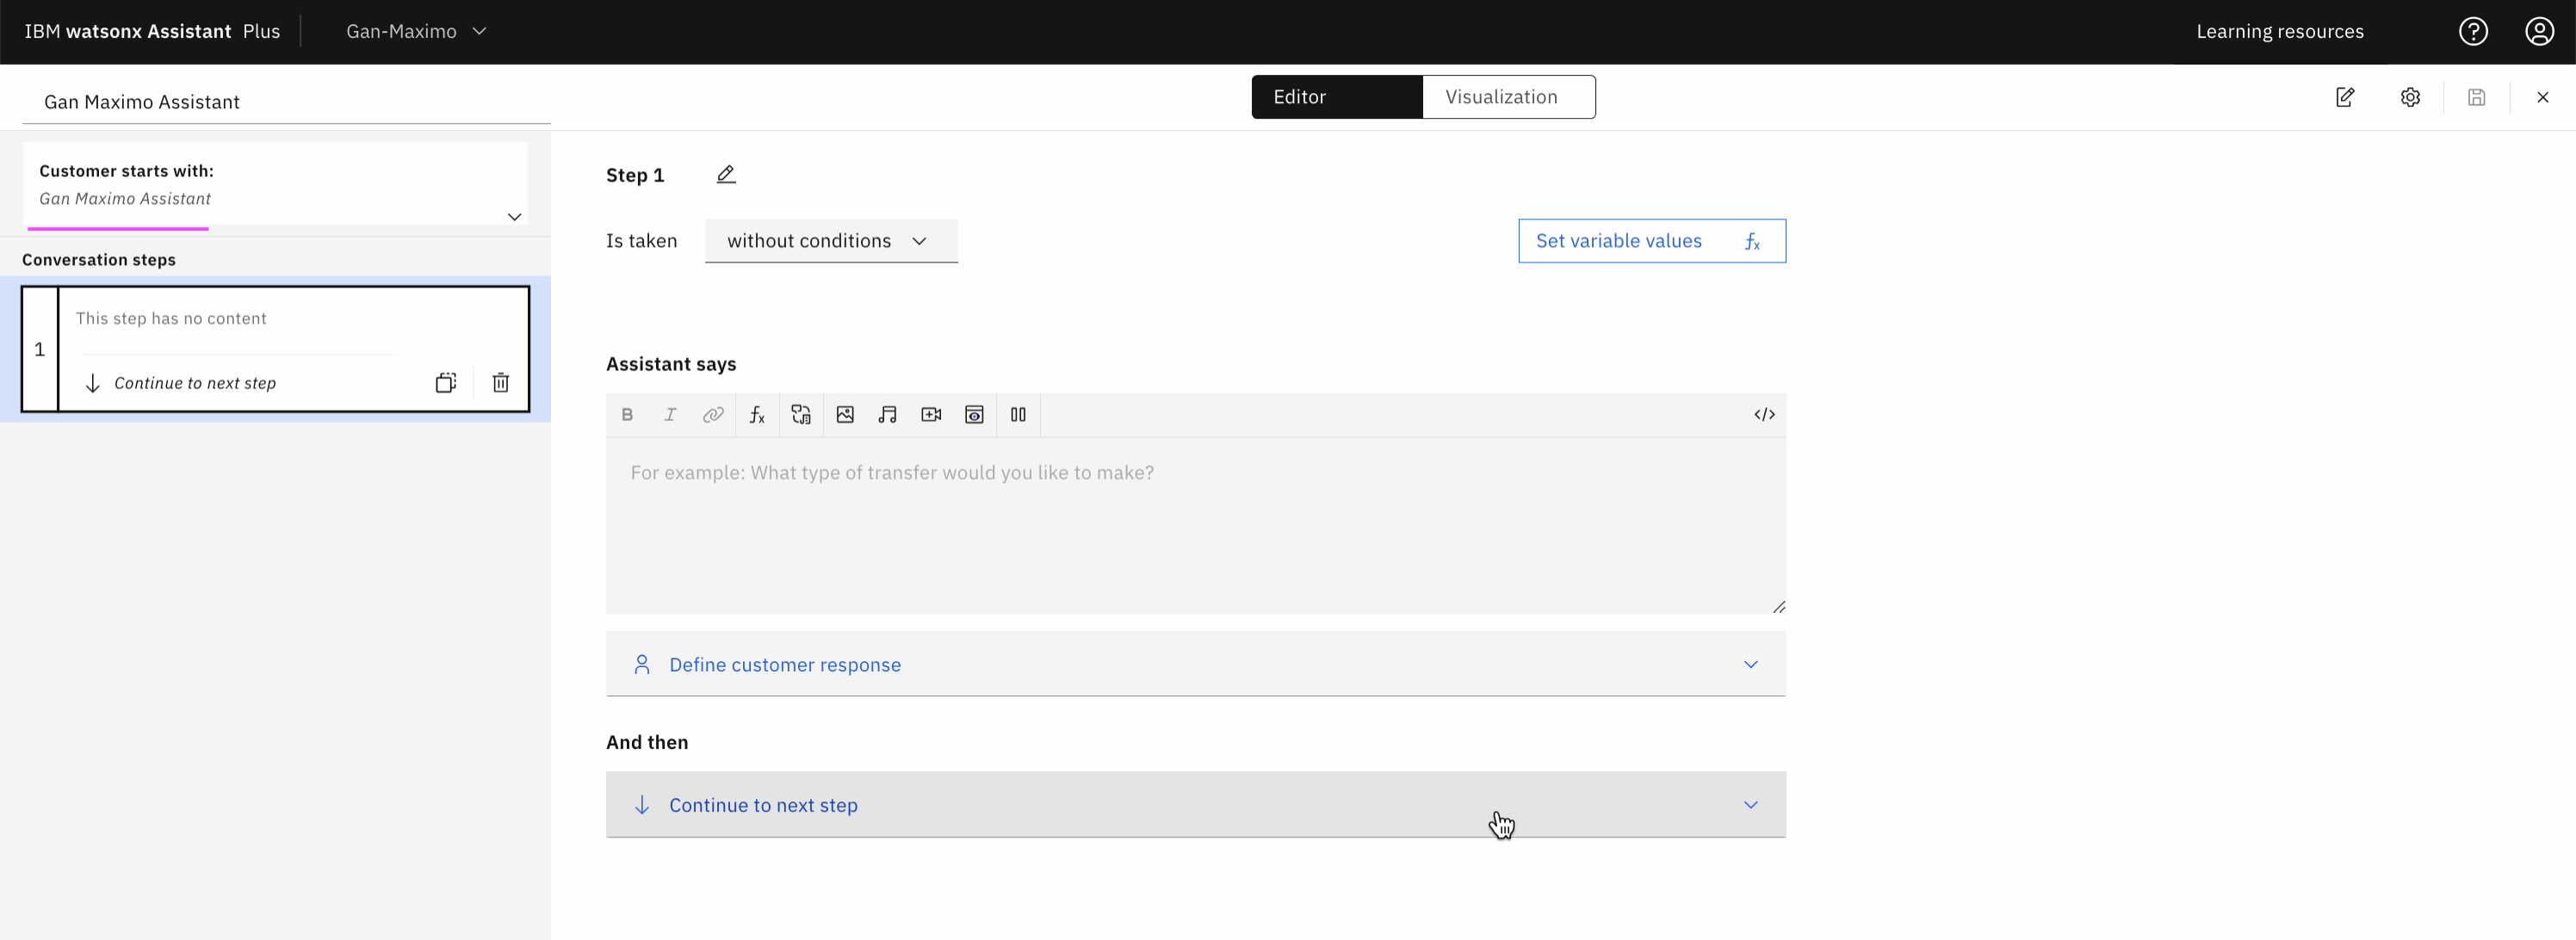 IBM watsonx Assistant Plus
Gan-Maximo
Learning resources
Gan Maximo Assistant
Editor
Visualization
Customer starts with:
Gan Maximo Assistant
Conversation steps
1
This step has no content
Continue to next step
Step 1
Is taken
without conditions
Set variable values
Assistant says
B I
For example: What type of transfer would you like to make?
Define customer response
And then
Continue to next step